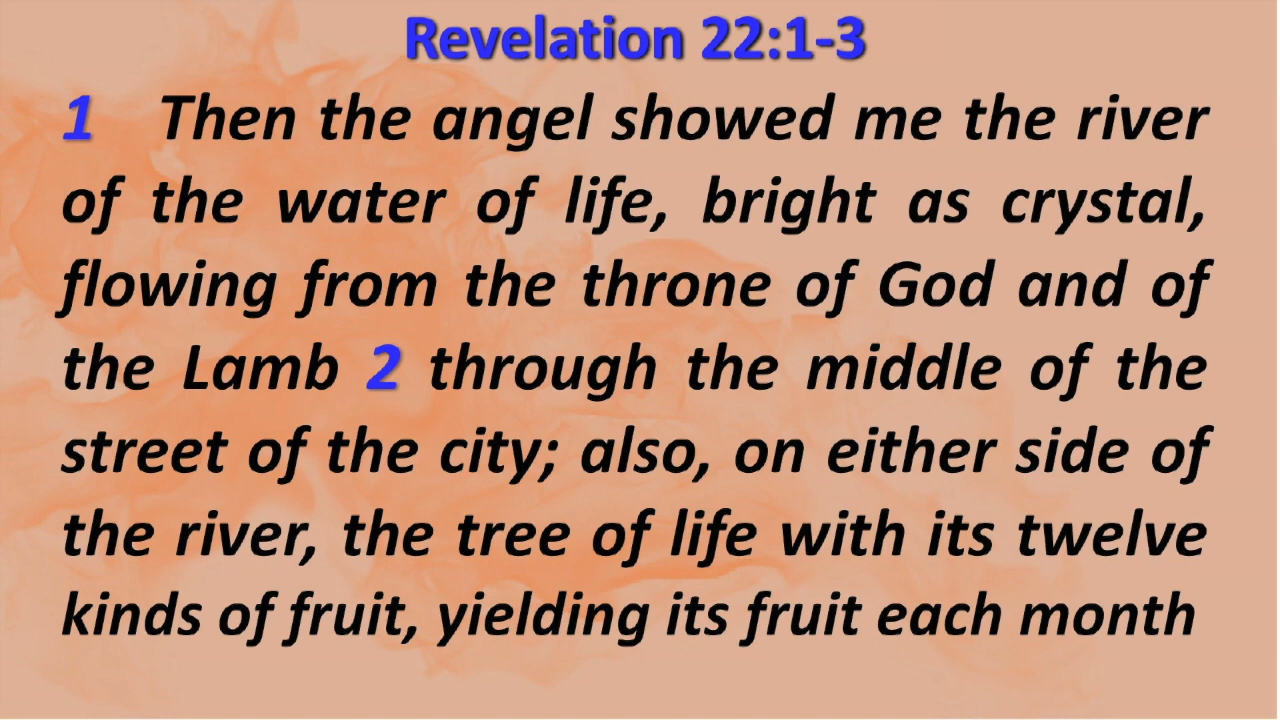 Revelation 22:1-3
1 Then the angel showed me the river
of the water of life, bright as crystal,
flowing from the throne of God and of
the Lamb 2 through the middle of the
street of the city; also, on either side of
the river, the tree of life with its twelve
kinds of fruit, yielding its fruit each month